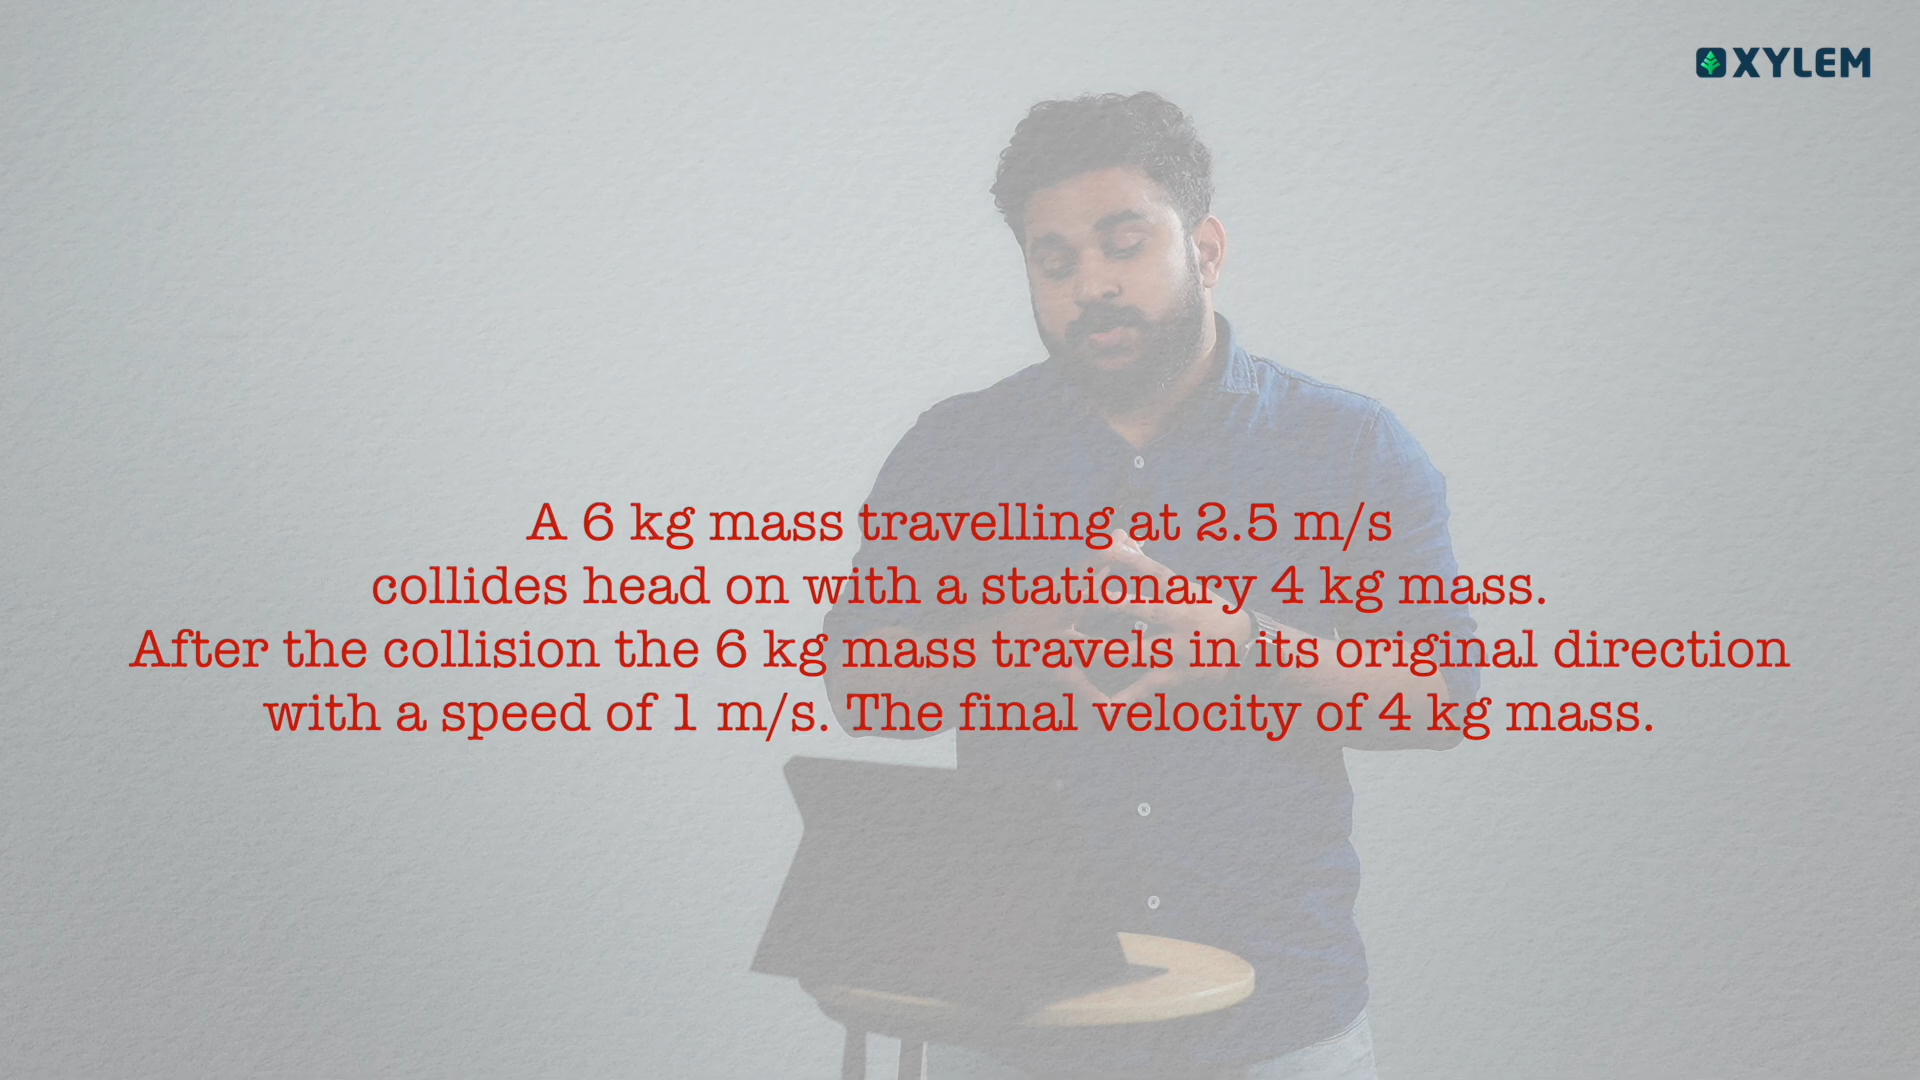 XYLEM
A 6 kg mass travelling at 2.5 m/s
collides head on with a stationary 4 kg mass.
After the collision the 6 kg mass travels in its original direction
with a speed of 1 m/s. The final velocity of 4 kg mass.